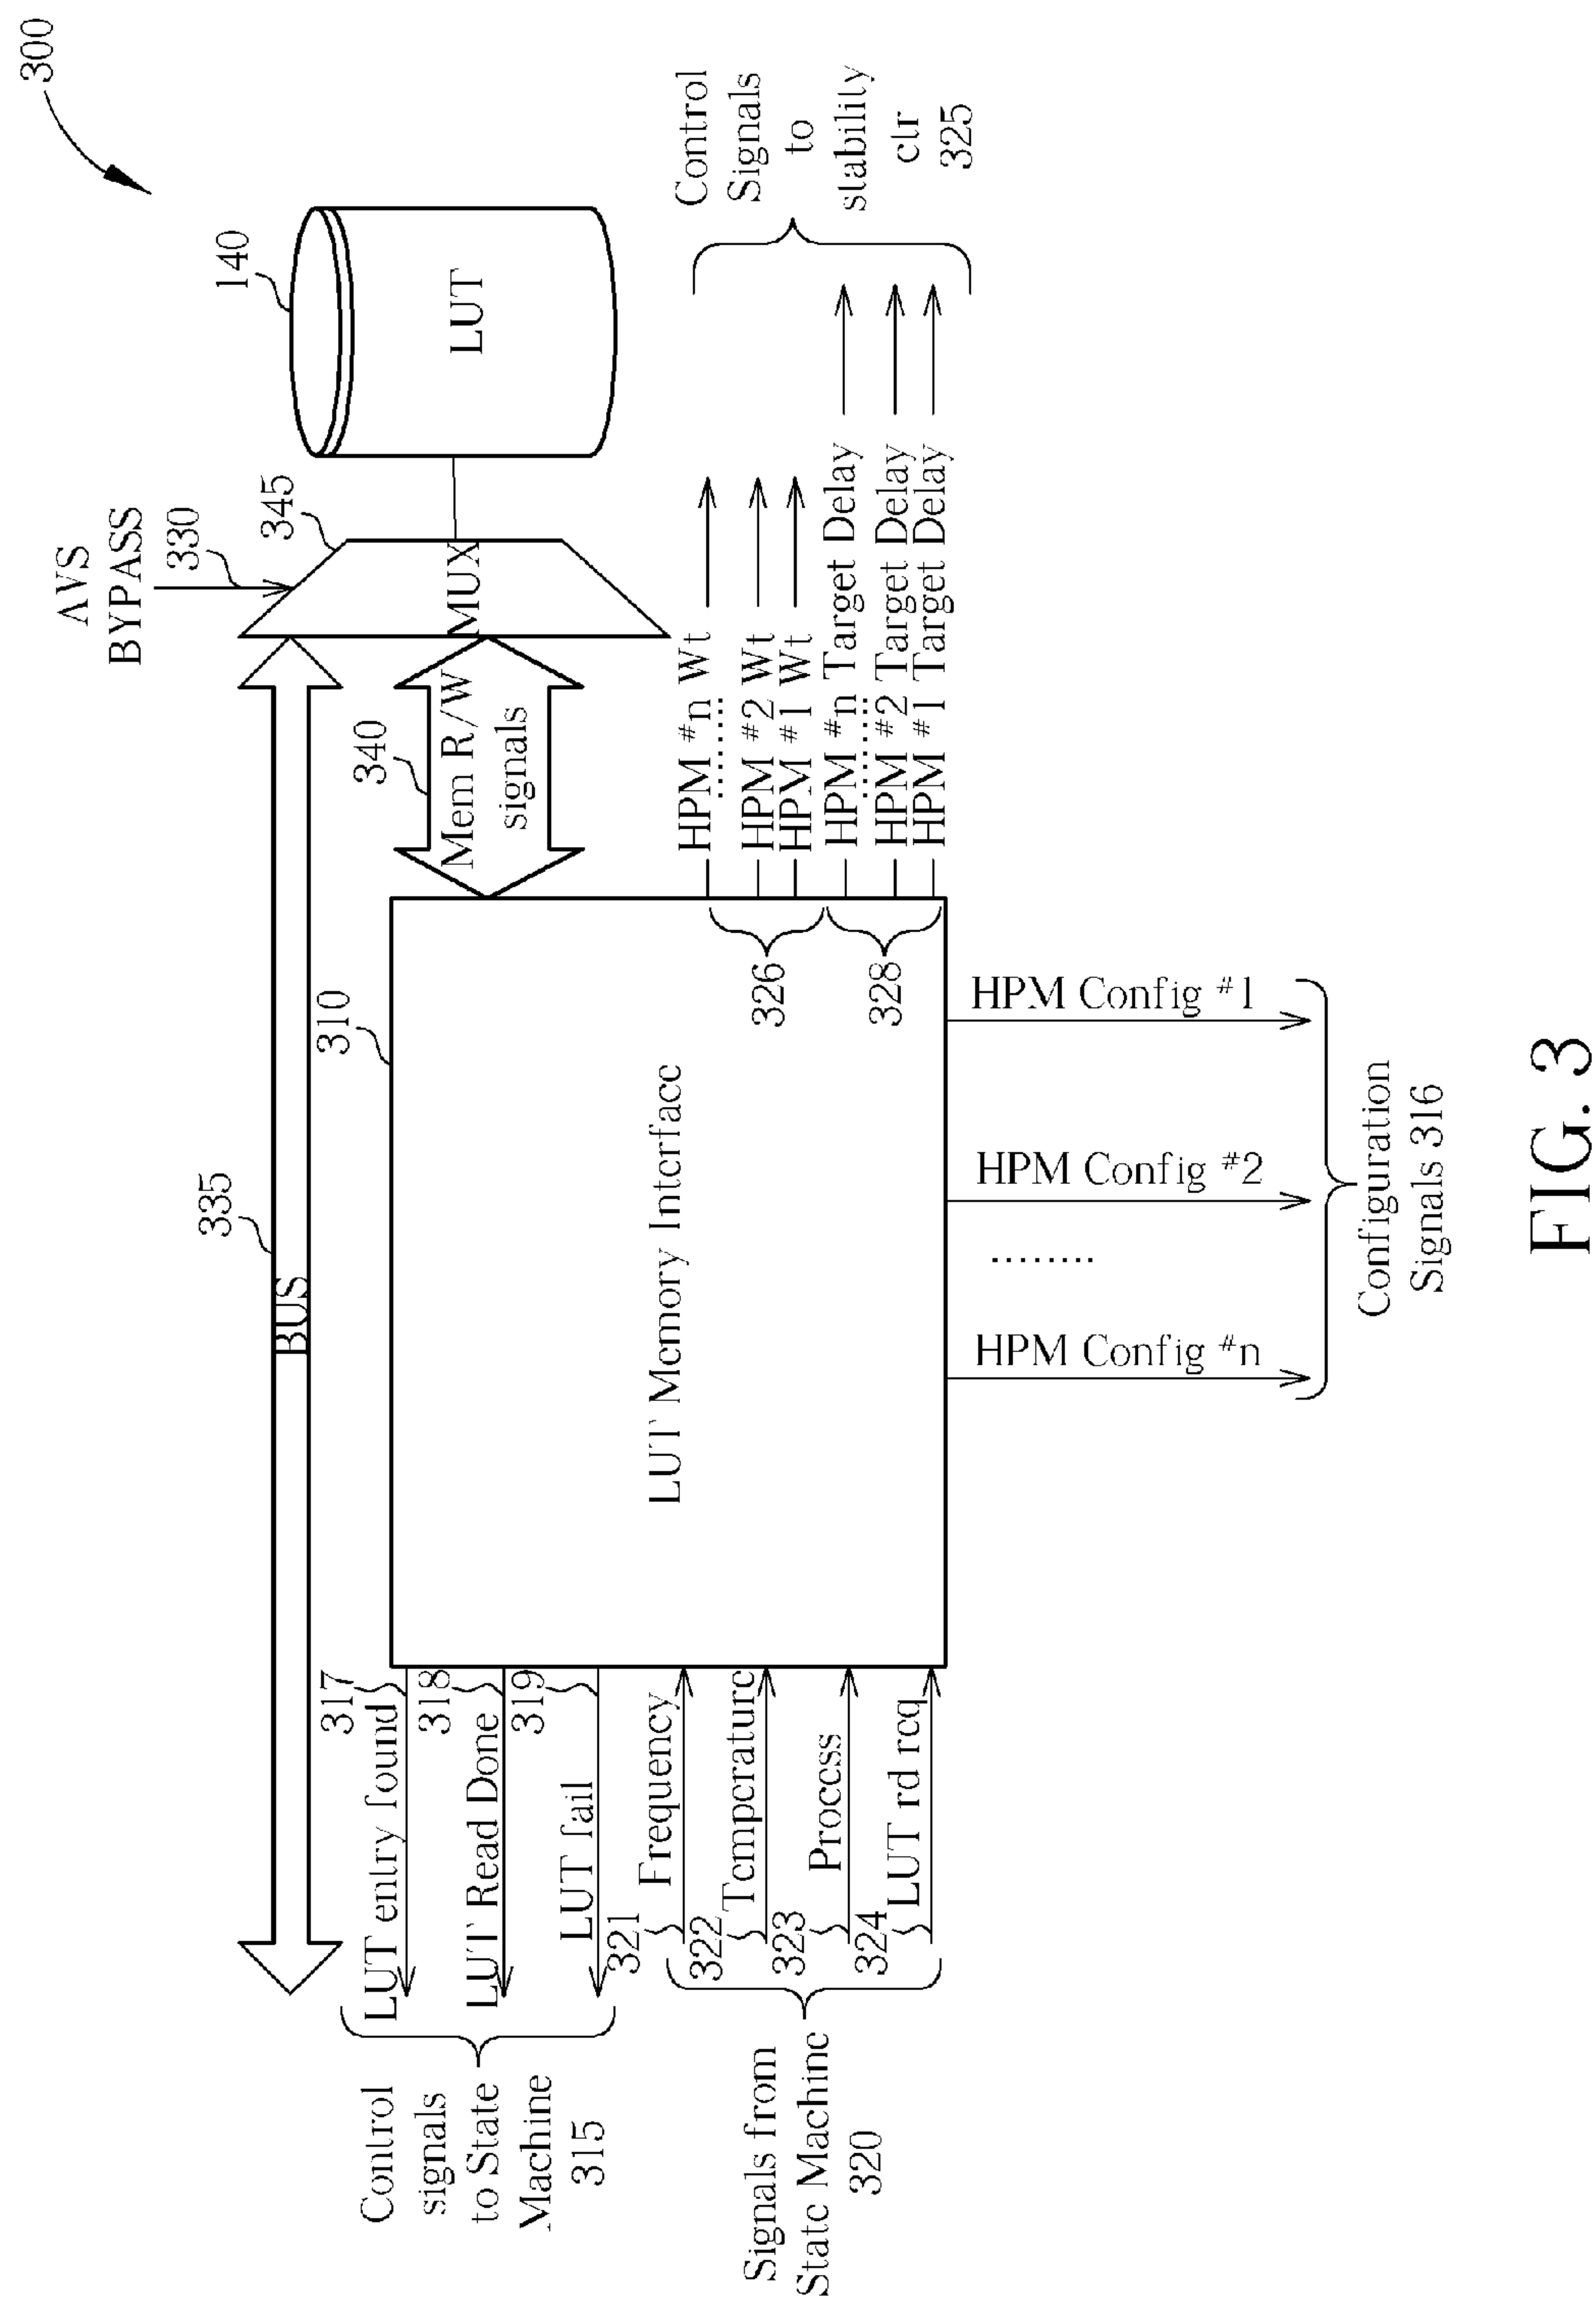 300
AVS
BYPASS
330
345
140
LUT
MUX
335
BUS
340
Mem R/W
signals
310
LUT Memory Interface
Control
signals
to State
Machine
315
317
LUT entry found
318
LUT Read Done
319
LUT fail
Signals from
State Machine
320
321
Frequency
322
Temperature
323
Process
324
LUT rd req
326
328
HPM #n Wt
........
HPM #2 Wt
HPM #1 Wt
HPM #n Target Delay
........
HPM #2 Target Delay
HPM #1 Target Delay
Control
Signals
to
stability
ctr
325
HPM Config #n
........
HPM Config #2
HPM Config #1
Configuration
Signals 316
FIG. 3